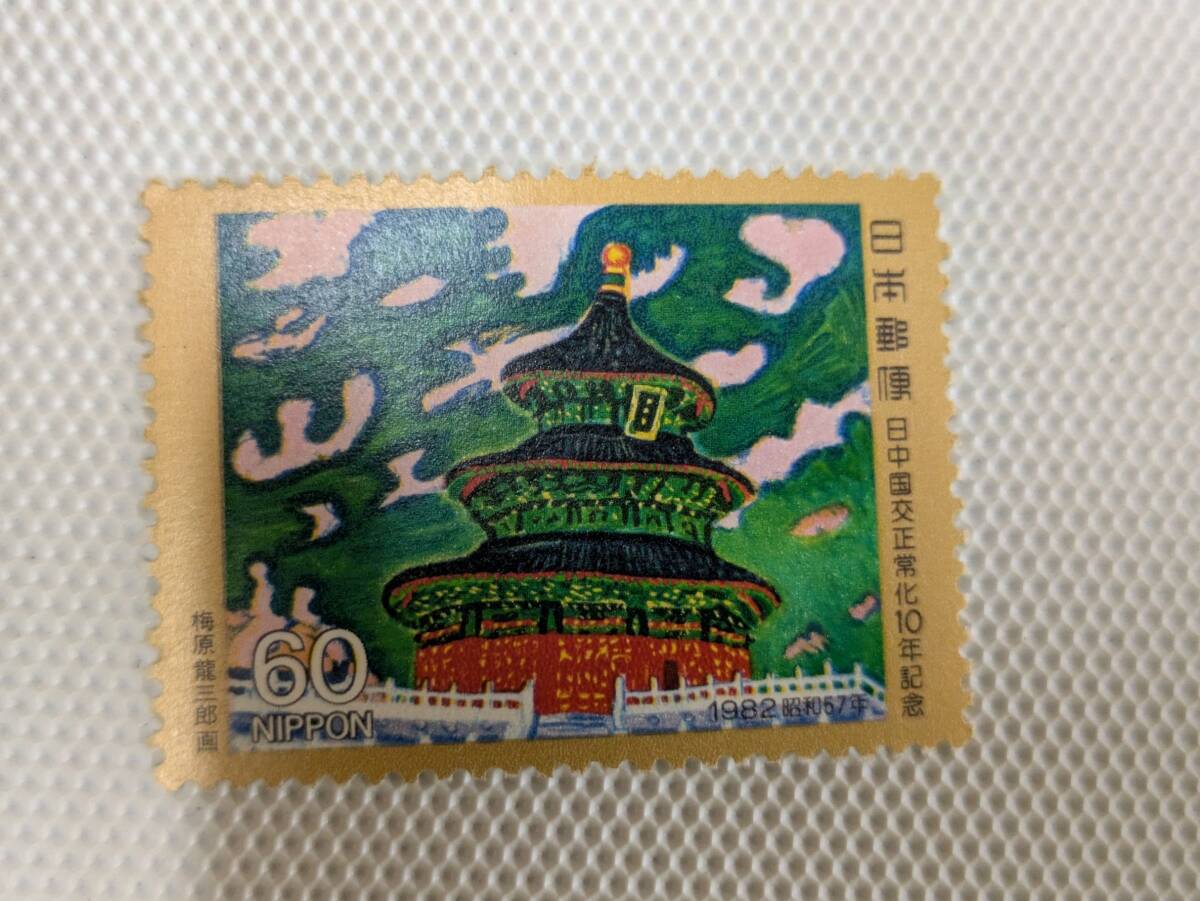 日本郵便
日中国交正常化10年記念
梅原龍三郎画
60
NIPPON
1982 昭和57年